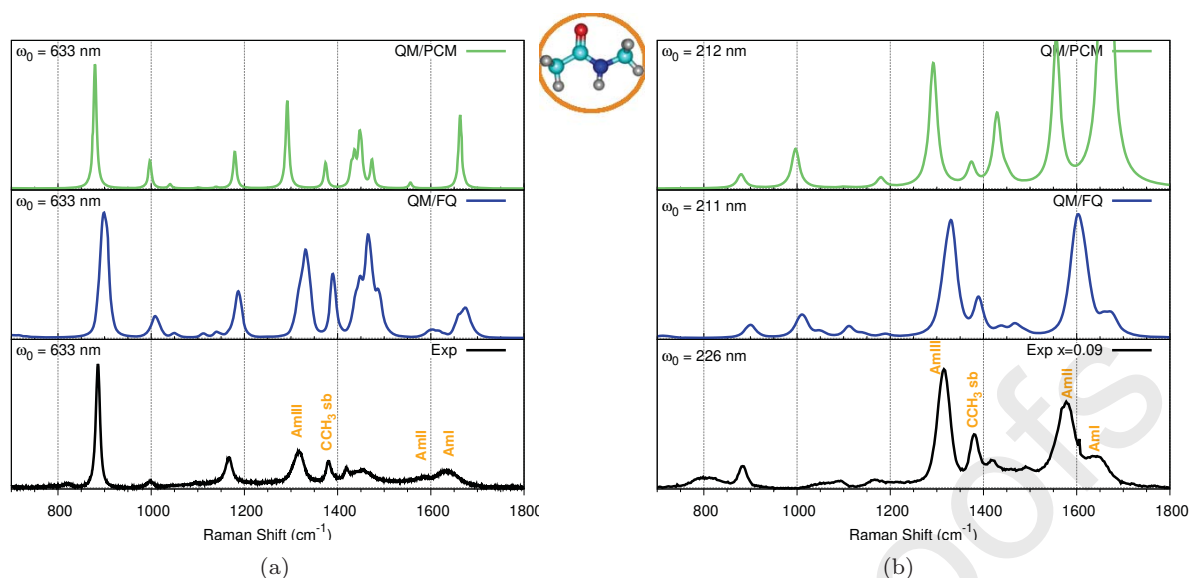 ω0 = 633 nm QM/PCM
ω0 = 633 nm QM/FQ
ω0 = 633 nm Exp
AmIII
CCH3 sb
AmII
AmI
800 1000 1200 1400 1600 1800
Raman Shift (cm-1)
(a)
ω0 = 212 nm QM/PCM
ω0 = 211 nm QM/FQ
ω0 = 226 nm Exp x=0.09
AmIII
CCH3 sb
AmII
AmI
800 1000 1200 1400 1600 1800
Raman Shift (cm-1)
(b)
oofs